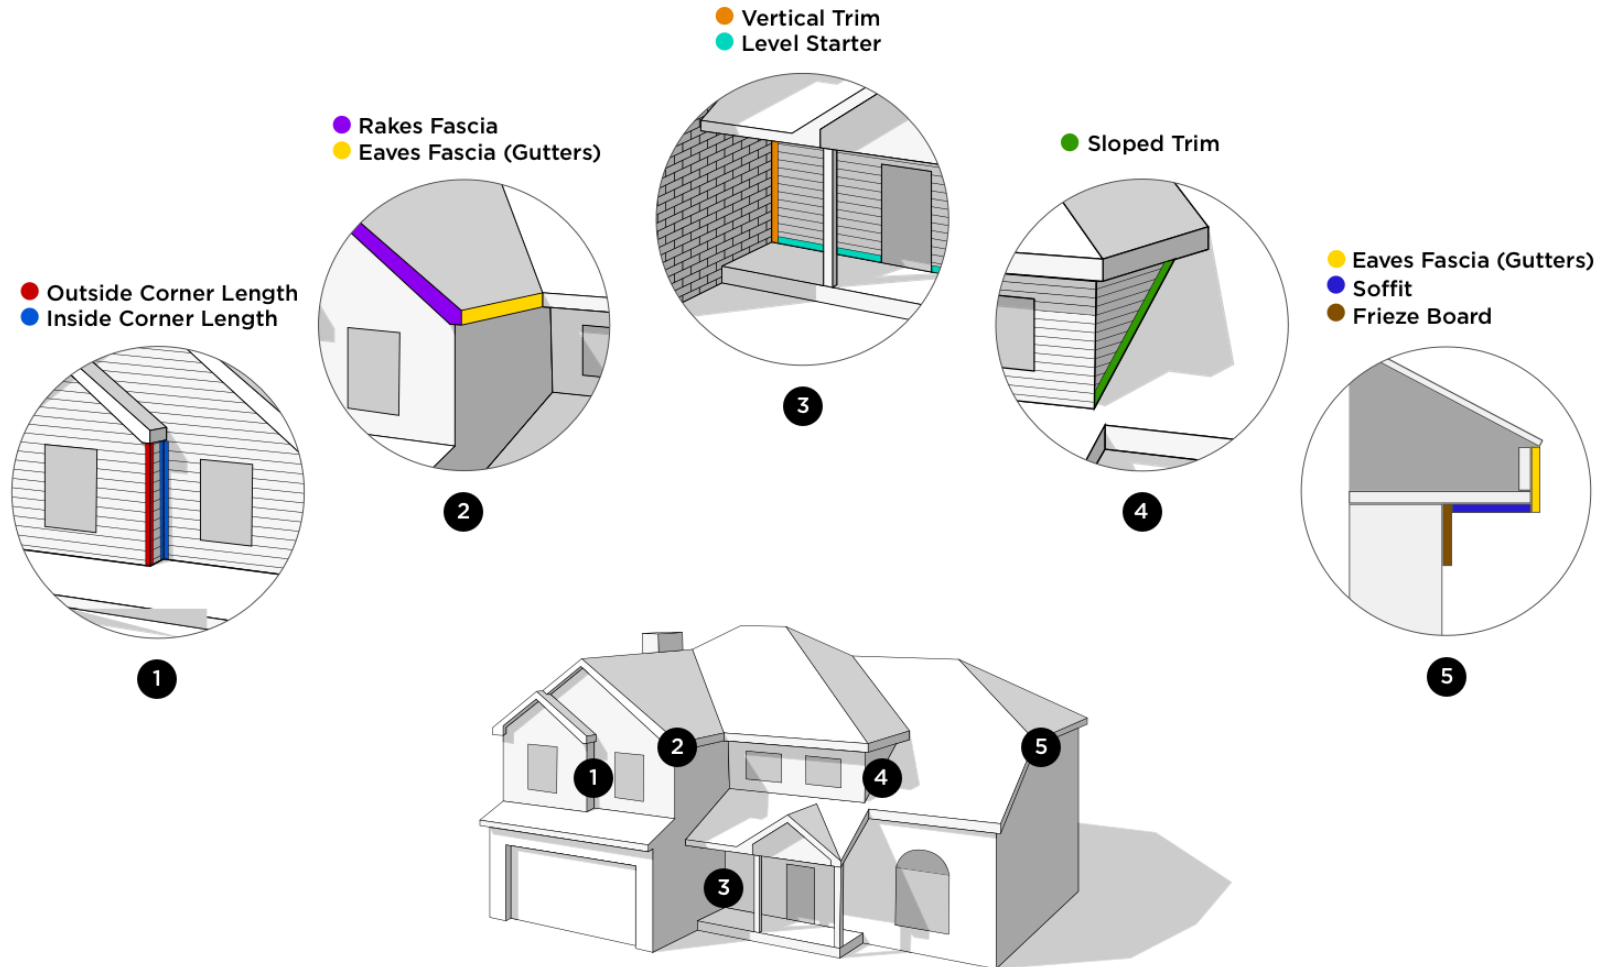 Vertical Trim
Level Starter
Rakes Fascia
Eaves Fascia (Gutters)
Sloped Trim
Outside Corner Length
Inside Corner Length
Eaves Fascia (Gutters)
Soffit
Frieze Board
3
2
4
1
5
2
5
1
4
3